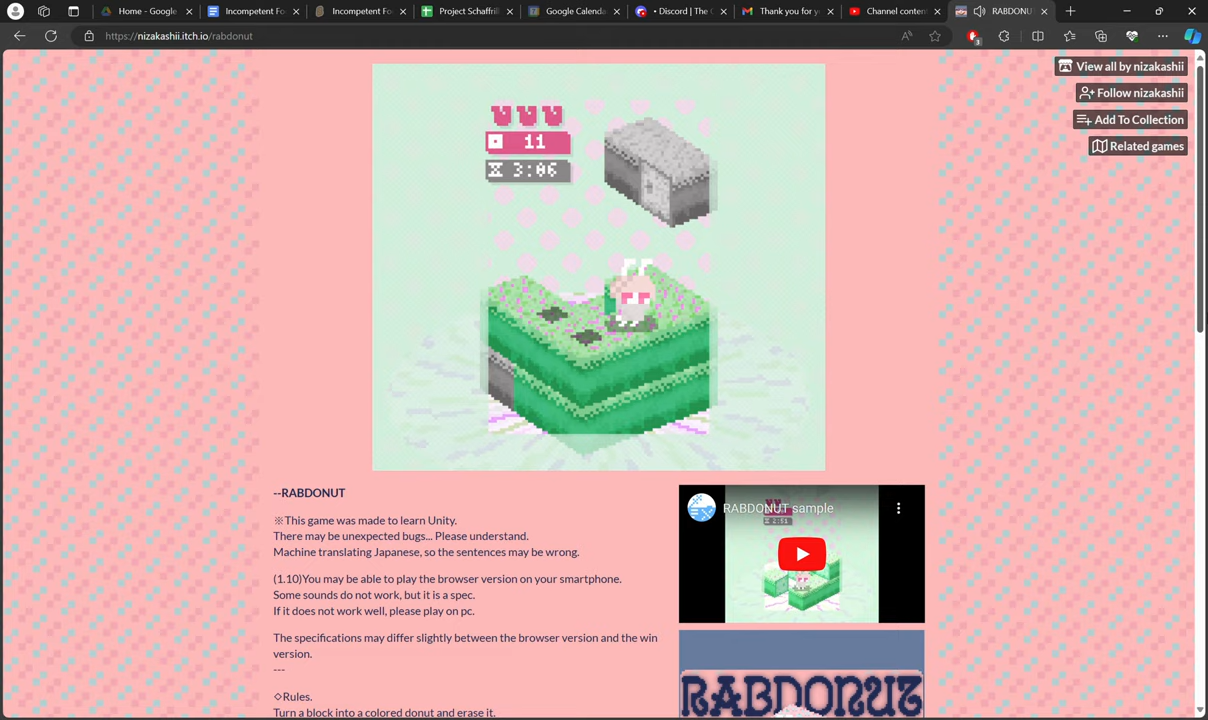 Home - Google
Incompetent Fo
Incompetent Fo
Project Schaffril
Google Calenda
• Discord | The C
Thank you for y
Channel content
RABDONU
https://nizakashii.itch.io/rabdonut
3
View all by nizakashii
Follow nizakashii
Add To Collection
Related games
11
3:06
--RABDONUT
※This game was made to learn Unity.
There may be unexpected bugs... Please understand.
Machine translating Japanese, so the sentences may be wrong.
(1.10)You may be able to play the browser version on your smartphone.
Some sounds do not work, but it is a spec.
If it does not work well, please play on pc.
The specifications may differ slightly between the browser version and the win
version.
---
◇Rules.
Turn a block into a colored donut and erase it.
RABDONUT sample
RABDONUT